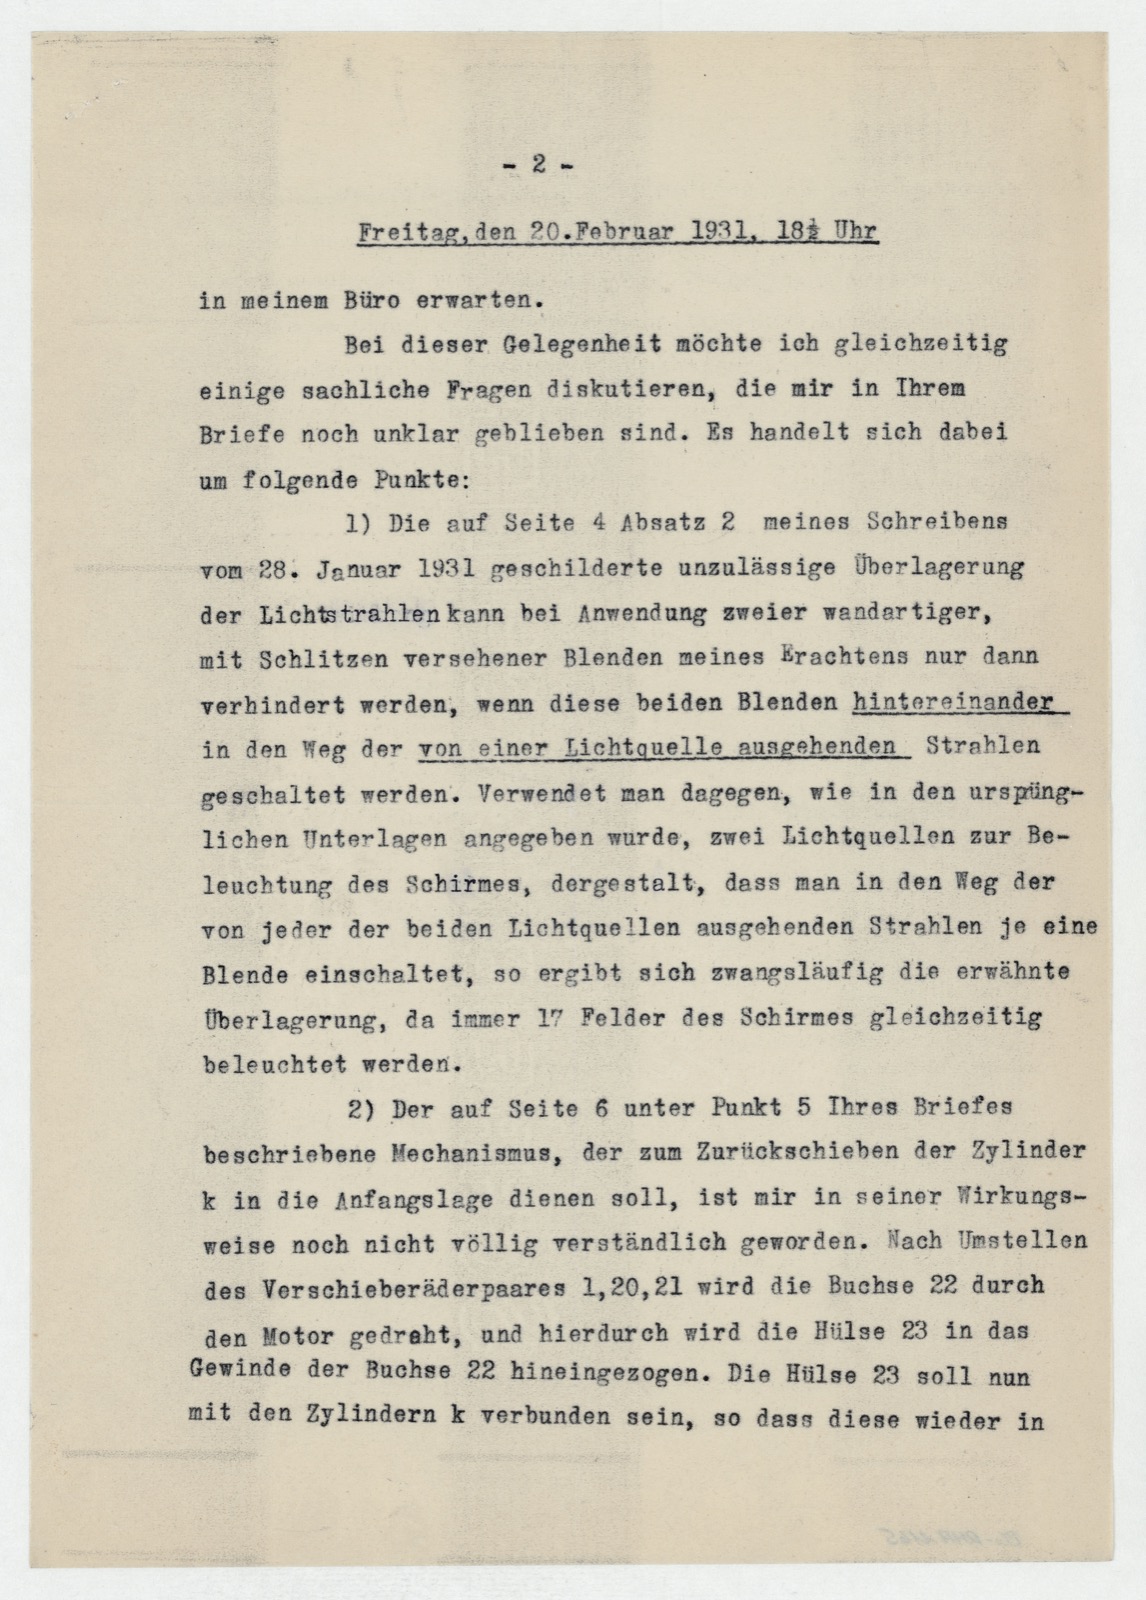 - 2 -
Freitag, den 20.Februar 1931, 18½ Uhr
in meinem Büro erwarten.
Bei dieser Gelegenheit möchte ich gleichzeitig
einige sachliche Fragen diskutieren, die mir in Ihrem
Briefe noch unklar geblieben sind. Es handelt sich dabei
um folgende Punkte:
1) Die auf Seite 4 Absatz 2 meines Schreibens
vom 28. Januar 1931 geschilderte unzulässige Überlagerung
der Lichtstrahlen kann bei Anwendung zweier wandartiger,
mit Schlitzen versehener Blenden meines Erachtens nur dann
verhindert werden, wenn diese beiden Blenden hintereinander
in den Weg der von einer Lichtquelle ausgehenden Strahlen
geschaltet werden. Verwendet man dagegen, wie in den ursprüng-
lichen Unterlagen angegeben wurde, zwei Lichtquellen zur Be-
leuchtung des Schirmes, dergestalt, dass man in den Weg der
von jeder der beiden Lichtquellen ausgehenden Strahlen je eine
Blende einschaltet, so ergibt sich zwangsläufig die erwähnte
Überlagerung, da immer 17 Felder des Schirmes gleichzeitig
beleuchtet werden.
2) Der auf Seite 6 unter Punkt 5 Ihres Briefes
beschriebene Mechanismus, der zum Zurückschieben der Zylinder
k in die Anfangslage dienen soll, ist mir in seiner Wirkungs-
weise noch nicht völlig verständlich geworden. Nach Umstellen
des Verschieberäderpaares 1,20,21 wird die Buchse 22 durch
den Motor gedreht, und hierdurch wird die Hülse 23 in das
Gewinde der Buchse 22 hineingezogen. Die Hülse 23 soll nun
mit den Zylindern k verbunden sein, so dass diese wieder in